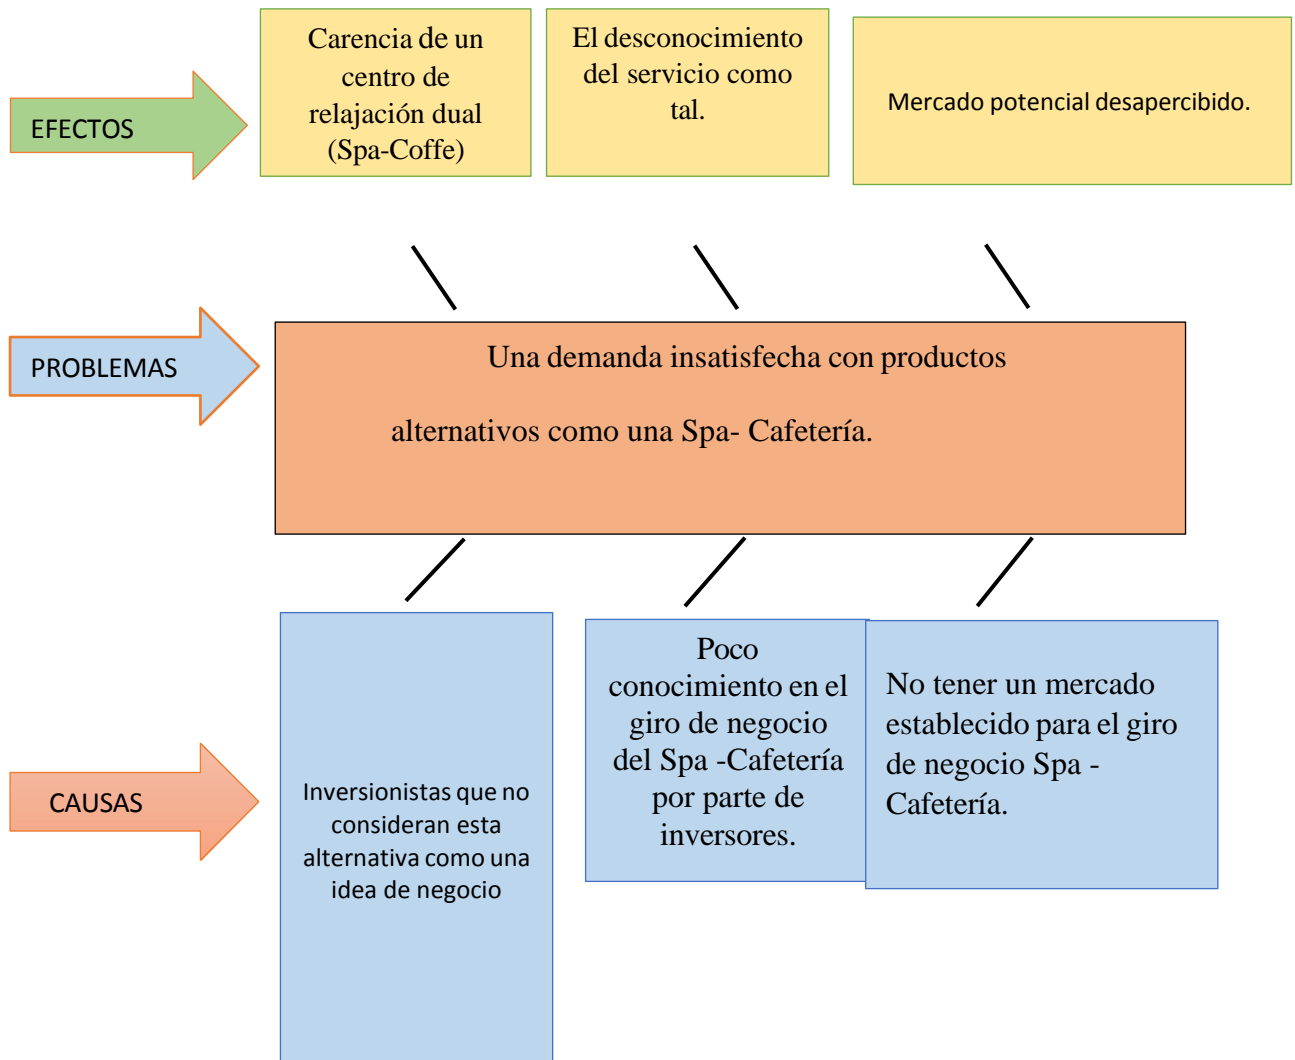 Carencia de un
centro de
relajación dual
(Spa-Coffe)
El desconocimiento
del servicio como
tal.
Mercado potencial desapercibido.
EFECTOS
PROBLEMAS
Una demanda insatisfecha con productos
alternativos como una Spa- Cafetería.
CAUSAS
Inversionistas que no
consideran esta
alternativa como una
idea de negocio
Poco
conocimiento en el
giro de negocio
del Spa -Cafetería
por parte de
inversores.
No tener un mercado
establecido para el giro
de negocio Spa -
Cafetería.